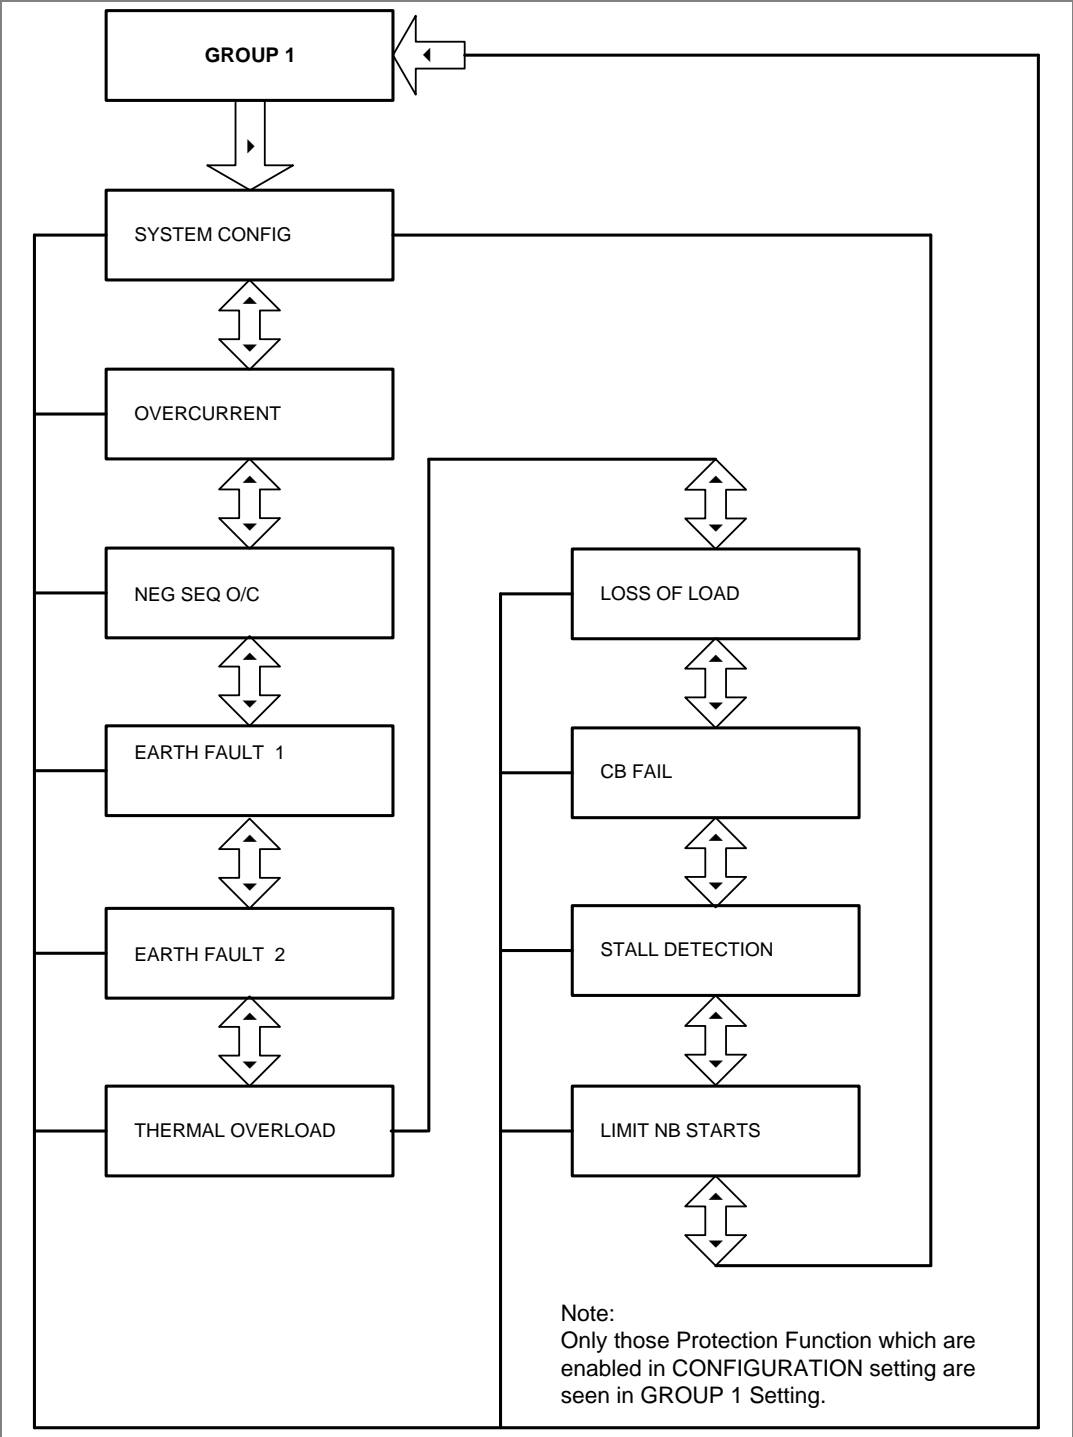 GROUP 1
SYSTEM CONFIG
OVERCURRENT
NEG SEQ O/C
EARTH FAULT  1
EARTH FAULT  2
THERMAL OVERLOAD
LOSS OF LOAD
CB FAIL
STALL DETECTION
LIMIT NB STARTS
Note:
Only those Protection Function which are
enabled in CONFIGURATION setting are
seen in GROUP 1 Setting.